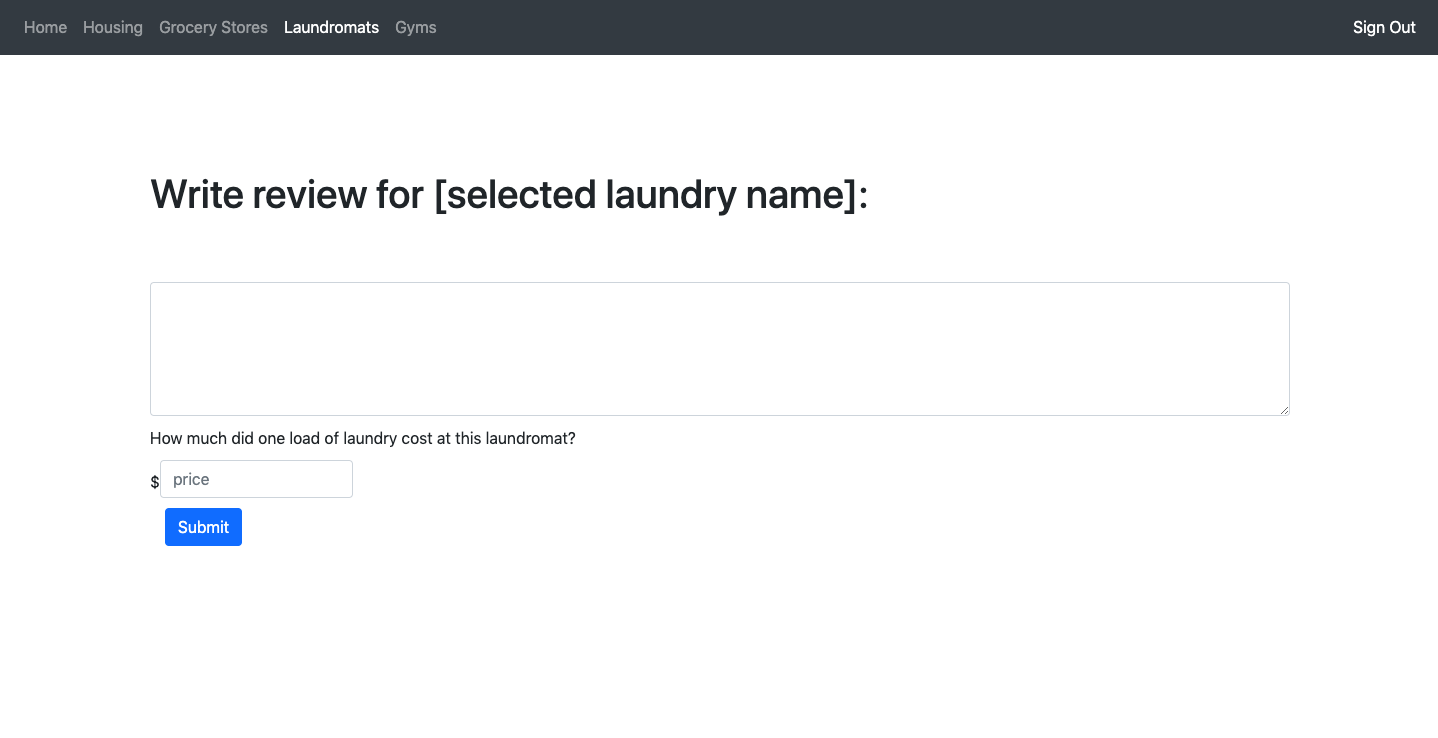 Home Housing Grocery Stores Laundromats Gyms Sign Out
Write review for [selected laundry name]:
How much did one load of laundry cost at this laundromat?
$ price
Submit